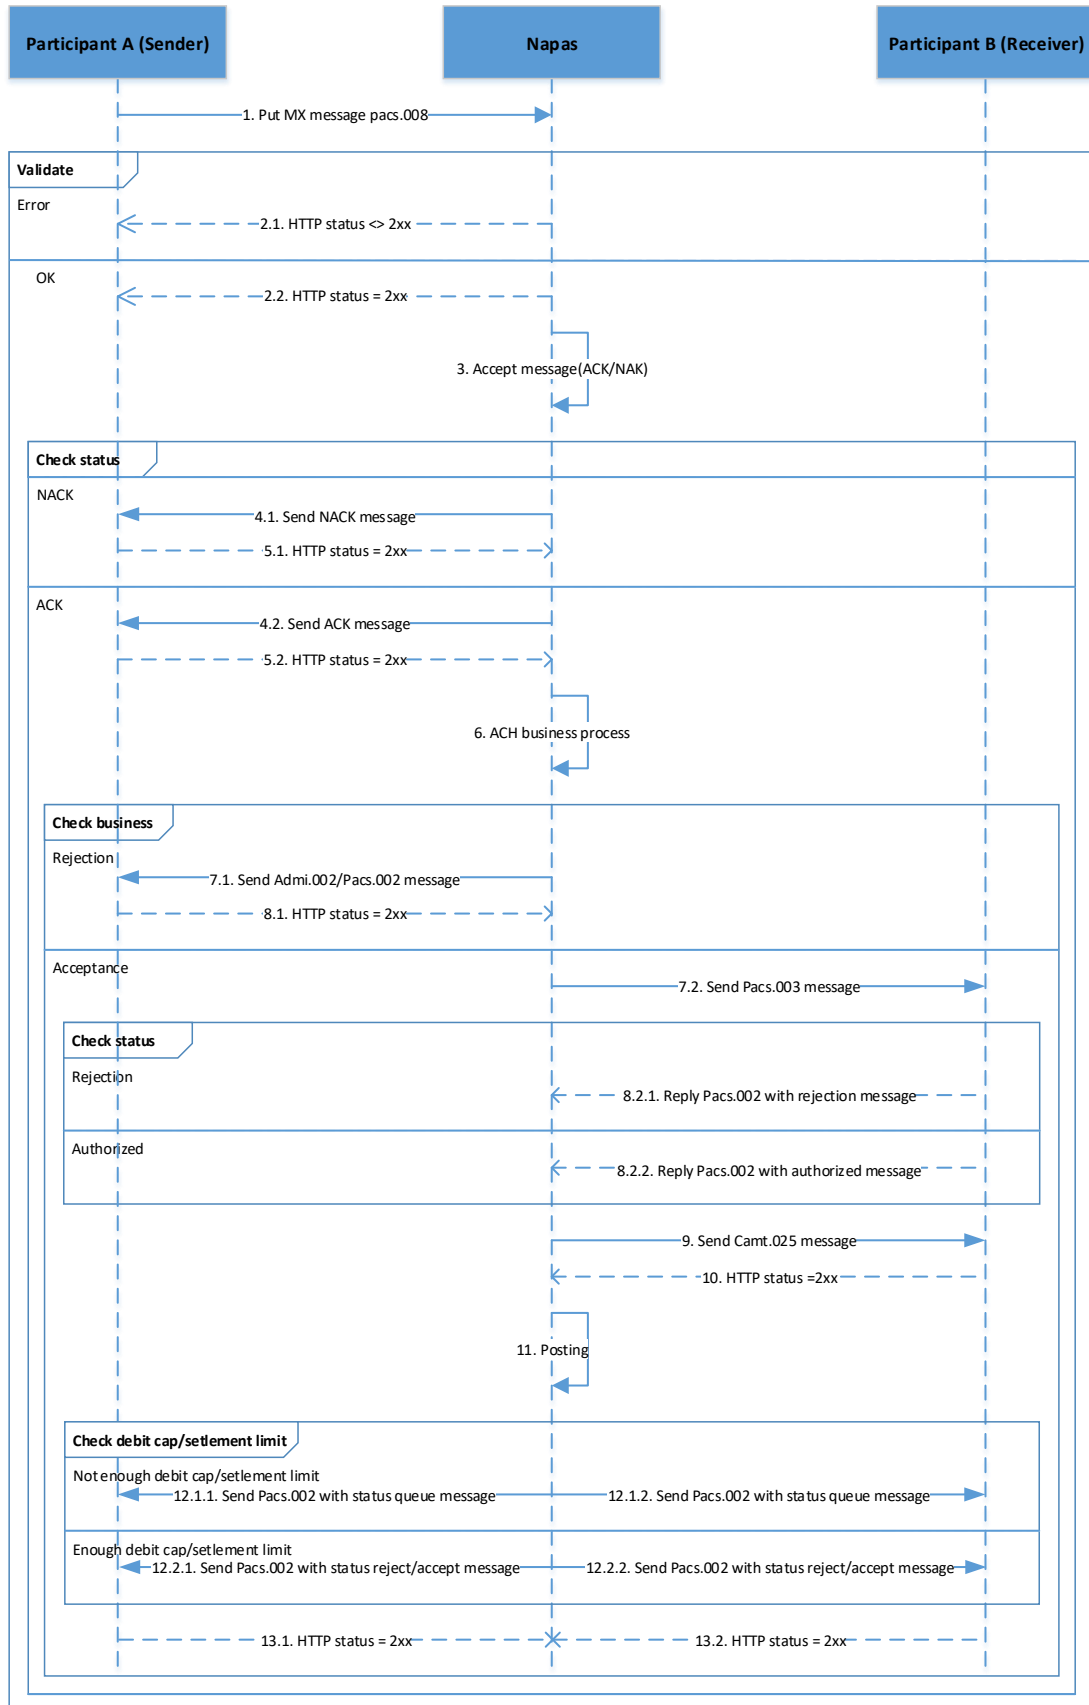 Participant A (Sender)
Napas
Participant B (Receiver)
1. Put MX message pacs.008
Validate
Error
2.1. HTTP status <> 2xx
OK
2.2. HTTP status = 2xx
3. Accept message(ACK/NAK)
Check status
NACK
4.1. Send NACK message
5.1. HTTP status = 2xx
ACK
4.2. Send ACK message
5.2. HTTP status = 2xx
6. ACH business process
Check business
Rejection
7.1. Send Admi.002/Pacs.002 message
8.1. HTTP status = 2xx
Acceptance
7.2. Send Pacs.003 message
Check status
Rejection
8.2.1. Reply Pacs.002 with rejection message
Authorized
8.2.2. Reply Pacs.002 with authorized message
9. Send Camt.025 message
10. HTTP status =2xx
11. Posting
Check debit cap/setlement limit
Not enough debit cap/setlement limit
12.1.1. Send Pacs.002 with status queue message
12.1.2. Send Pacs.002 with status queue message
Enough debit cap/setlement limit
12.2.1. Send Pacs.002 with status reject/accept message
12.2.2. Send Pacs.002 with status reject/accept message
13.1. HTTP status = 2xx
13.2. HTTP status = 2xx